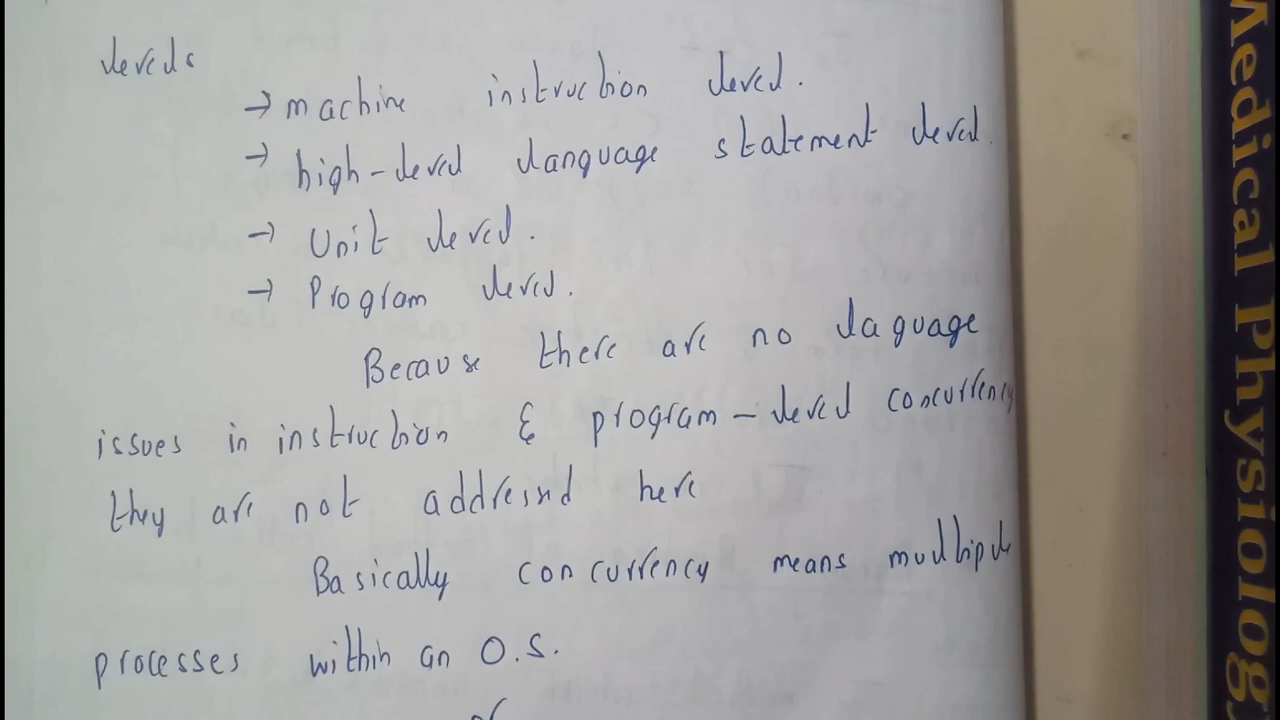 levels
→ machine instruction level.
→ high-level language statement level.
→ Unit level.
→ Program level.
Because there are no laguage
issues in instruction & program-level concurrency
they are not addressed here
Basically concurrency means multiple
processes within an O.S.
Medical Physiology